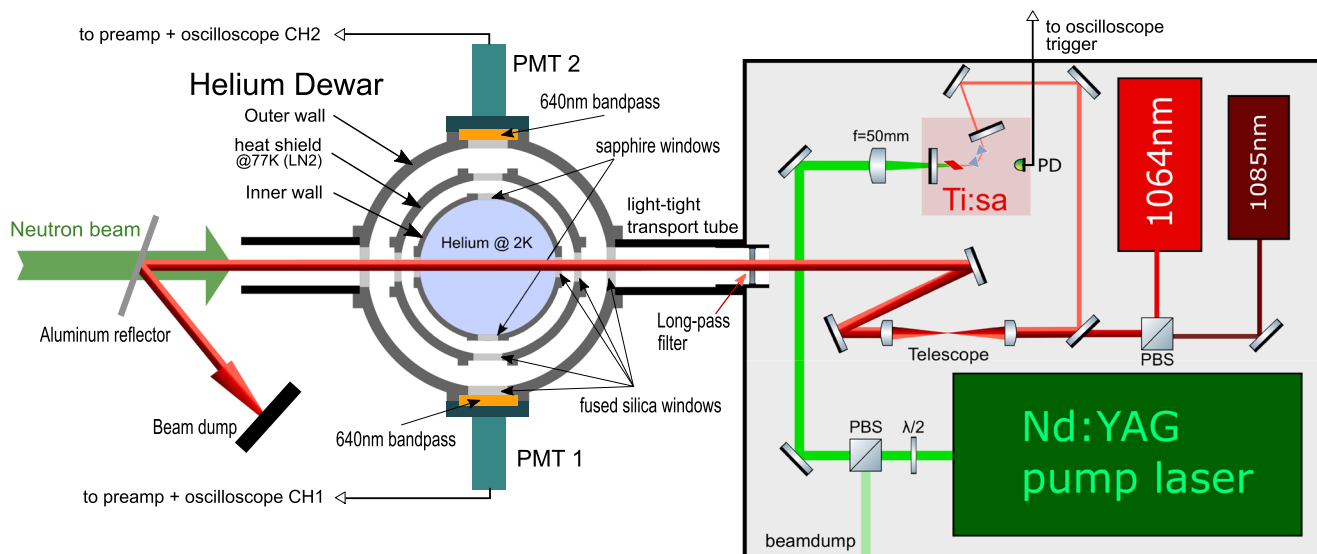 to preamp + oscilloscope CH2
PMT 2
Helium Dewar
Outer wall
heat shield
@77K (LN2)
Inner wall
640nm bandpass
sapphire windows
light-tight
transport tube
Neutron beam
Helium @ 2K
Aluminum reflector
Beam dump
640nm bandpass
fused silica windows
PMT 1
to preamp + oscilloscope CH1
Long-pass
filter
to oscilloscope
trigger
f=50mm
PD
Ti:sa
1064nm
1085nm
Telescope
PBS
PBS
λ/2
Nd:YAG
pump laser
beamdump